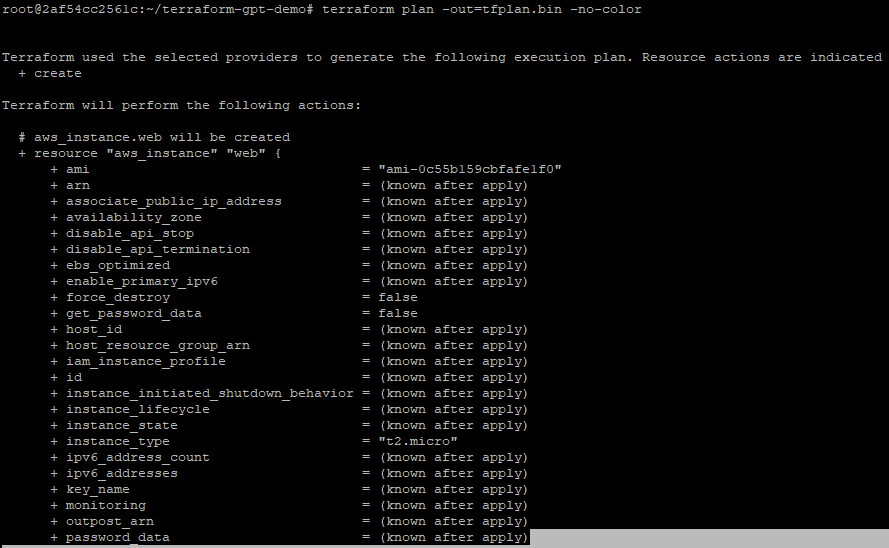 root@2af54cc2561c:~/terraform-gpt-demo# terraform plan -out=tfplan.bin -no-color
Terraform used the selected providers to generate the following execution plan. Resource actions are indicated
+ create
Terraform will perform the following actions:
# aws_instance.web will be created
+ resource "aws_instance" "web" {
+ ami = "ami-0c55b159cbfafe1f0"
+ arn = (known after apply)
+ associate_public_ip_address = (known after apply)
+ availability_zone = (known after apply)
+ disable_api_stop = (known after apply)
+ disable_api_termination = (known after apply)
+ ebs_optimized = (known after apply)
+ enable_primary_ipv6 = (known after apply)
+ force_destroy = false
+ get_password_data = false
+ host_id = (known after apply)
+ host_resource_group_arn = (known after apply)
+ iam_instance_profile = (known after apply)
+ id = (known after apply)
+ instance_initiated_shutdown_behavior = (known after apply)
+ instance_lifecycle = (known after apply)
+ instance_state = (known after apply)
+ instance_type = "t2.micro"
+ ipv6_address_count = (known after apply)
+ ipv6_addresses = (known after apply)
+ key_name = (known after apply)
+ monitoring = (known after apply)
+ outpost_arn = (known after apply)
+ password_data = (known after apply)